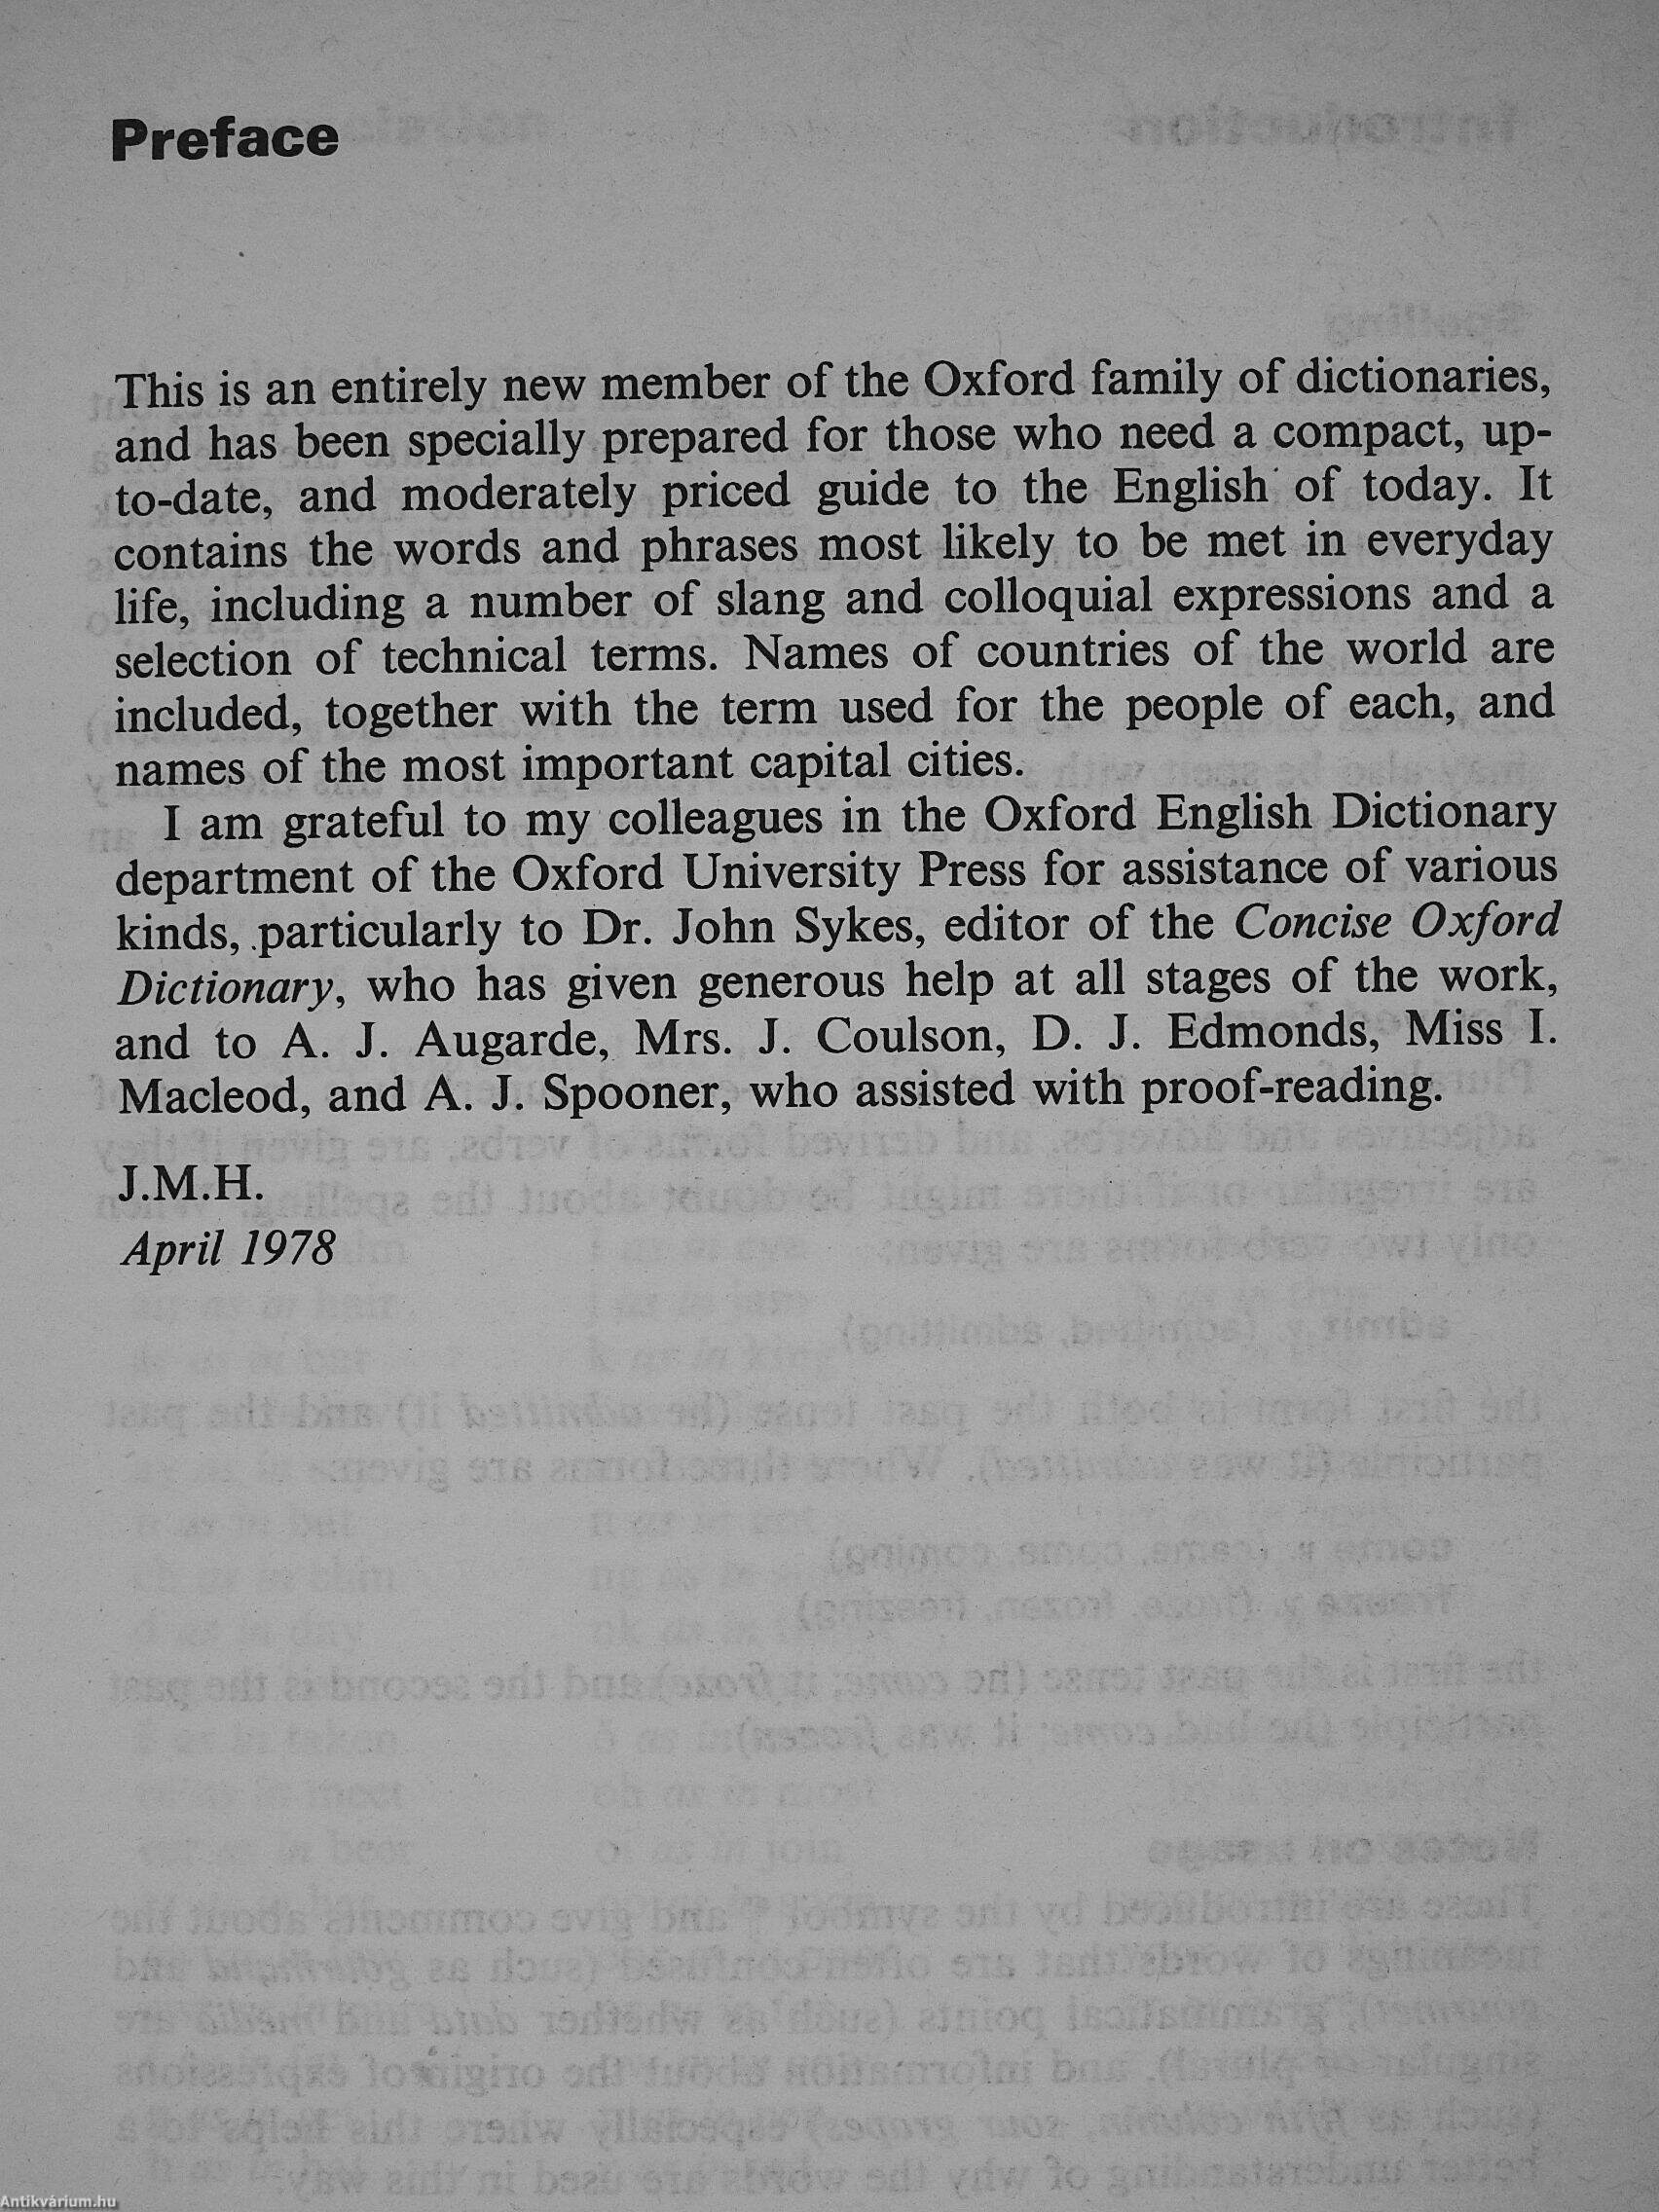 Preface
This is an entirely new member of the Oxford family of dictionaries,
and has been specially prepared for those who need a compact, up-
to-date, and moderately priced guide to the English of today. It
contains the words and phrases most likely to be met in everyday
life, including a number of slang and colloquial expressions and a
selection of technical terms. Names of countries of the world are
included, together with the term used for the people of each, and
names of the most important capital cities.
I am grateful to my colleagues in the Oxford English Dictionary
department of the Oxford University Press for assistance of various
kinds, particularly to Dr. John Sykes, editor of the Concise Oxford
Dictionary, who has given generous help at all stages of the work,
and to A. J. Augarde, Mrs. J. Coulson, D. J. Edmonds, Miss I.
Macleod, and A. J. Spooner, who assisted with proof-reading.
J.M.H.
April 1978
Antikvárium.hu